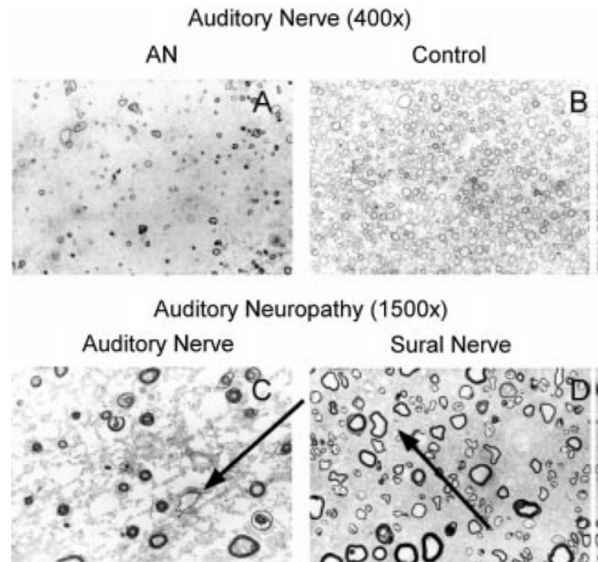 Auditory Nerve (400x)
AN Control
A B
Auditory Neuropathy (1500x)
Auditory Nerve Sural Nerve
C D